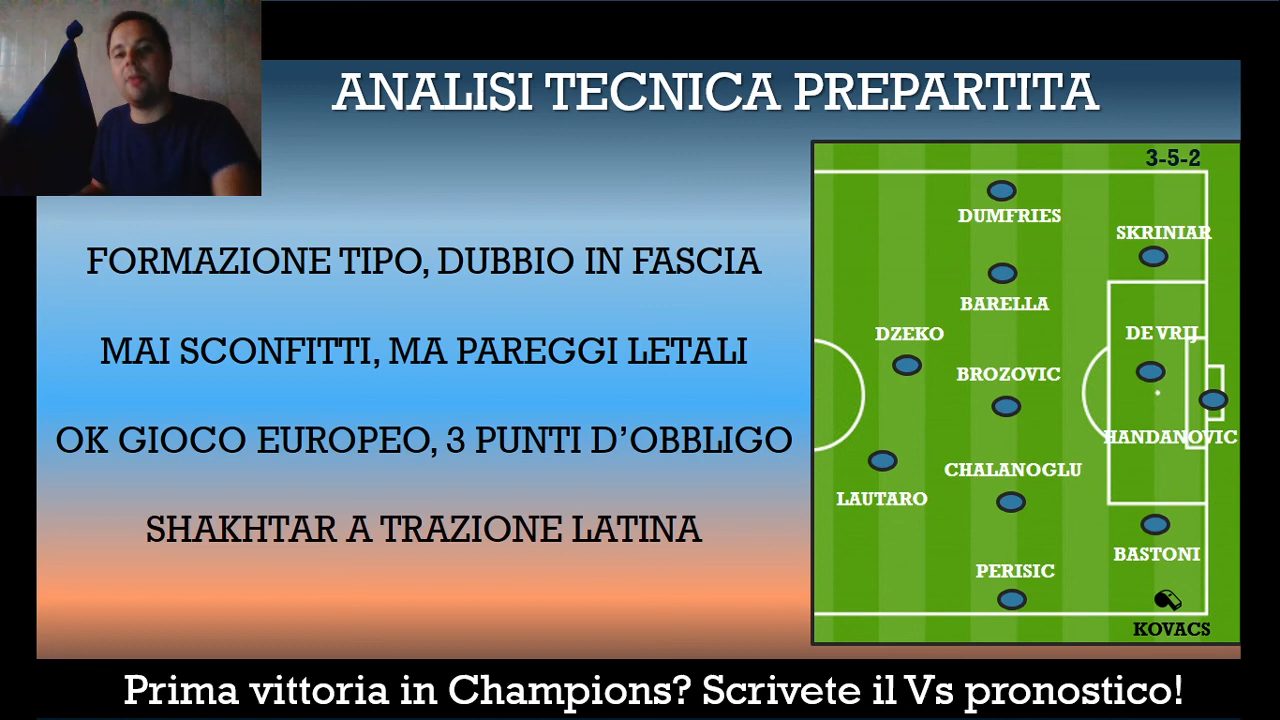 ANALISI TECNICA PREPARTITA
FORMAZIONE TIPO, DUBBIO IN FASCIA
MAI SCONFITTI, MA PAREGGI LETALI
OK GIOCO EUROPEO, 3 PUNTI D’OBBLIGO
SHAKHTAR A TRAZIONE LATINA
3-5-2
DUMFRIES
SKRINIAR
BARELLA
DZEKO
DE VRIJ
BROZOVIC
HANDANOVIC
CHALANOGLU
LAUTARO
BASTONI
PERISIC
KOVACS
Prima vittoria in Champions? Scrivete il Vs pronostico!